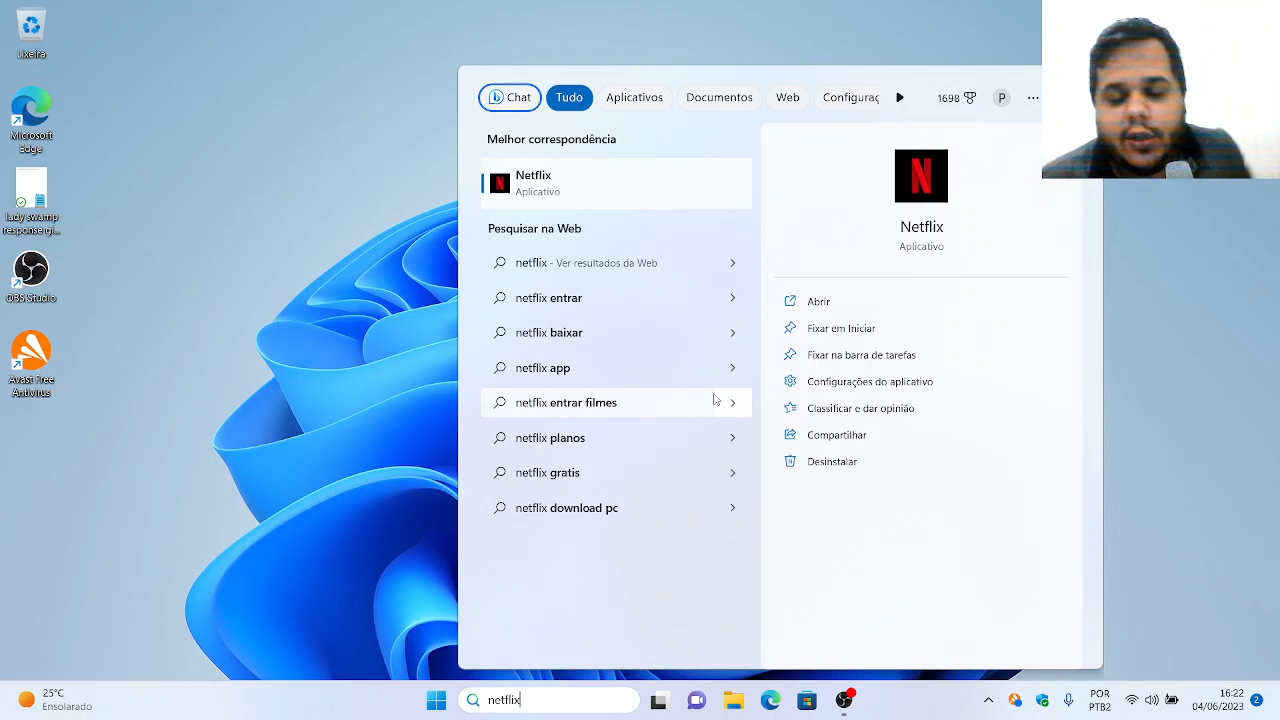 Lixeira
Microsoft
Edge
lady swamp
response gl...
OBS Studio
Avast Free
Antivirus
Chat
Tudo
Aplicativos
Documentos
Web
Configuraç
1698
P
...
Melhor correspondência
Netflix
Aplicativo
Pesquisar na Web
netflix - Ver resultados da Web
netflix entrar
netflix baixar
netflix app
netflix entrar filmes
netflix planos
netflix gratis
netflix download pc
N
Netflix
Aplicativo
Abrir
Fixar em Iniciar
Fixar na barra de tarefas
Configurações do aplicativo
Classificar e dar opinião
Compartilhar
Desinstalar
25°C
Ensolarado
netflix
POR
PTB2
16:22
04/06/2023
2